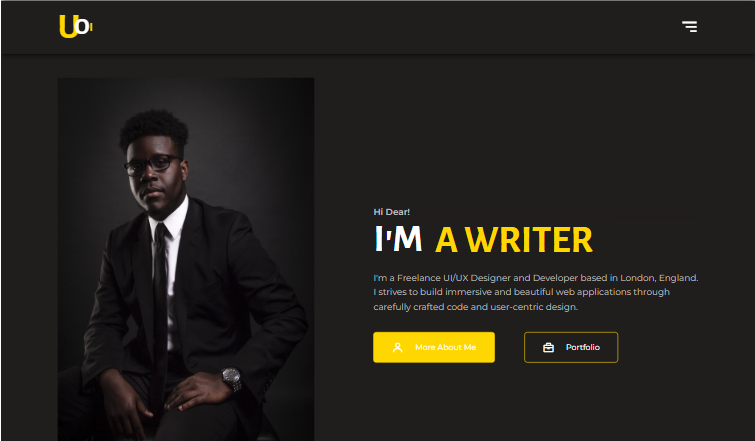 Ubi
Hi Dear!
I'M A WRITER
I'm a Freelance UI/UX Designer and Developer based in London, England.
I strives to build immersive and beautiful web applications through
carefully crafted code and user-centric design.
More About Me
Portfolio